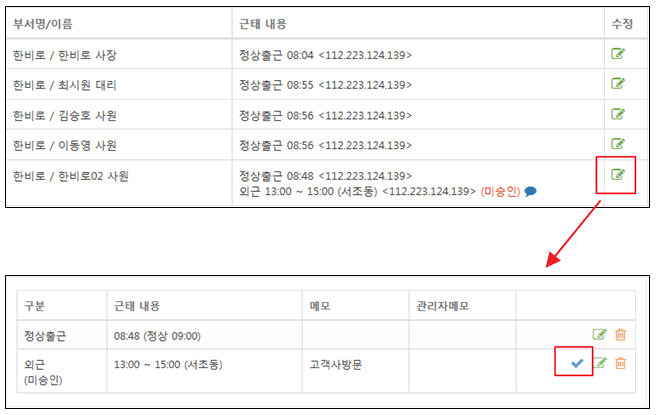 부서명/이름 근태 내용 수정
한비로 / 한비로 사장 정상출근 08:04 <112.223.124.139>
한비로 / 최시원 대리 정상출근 08:55 <112.223.124.139>
한비로 / 김승호 사원 정상출근 08:56 <112.223.124.139>
한비로 / 이동영 사원 정상출근 08:56 <112.223.124.139>
한비로 / 한비로02 사원 정상출근 08:48 <112.223.124.139>
외근 13:00 ~ 15:00 (서초동) <112.223.124.139> (미승인)
구분 근태 내용 메모 관리자메모
정상출근 08:48 (정상 09:00)
외근 13:00 ~ 15:00 (서초동) 고객사방문
(미승인)